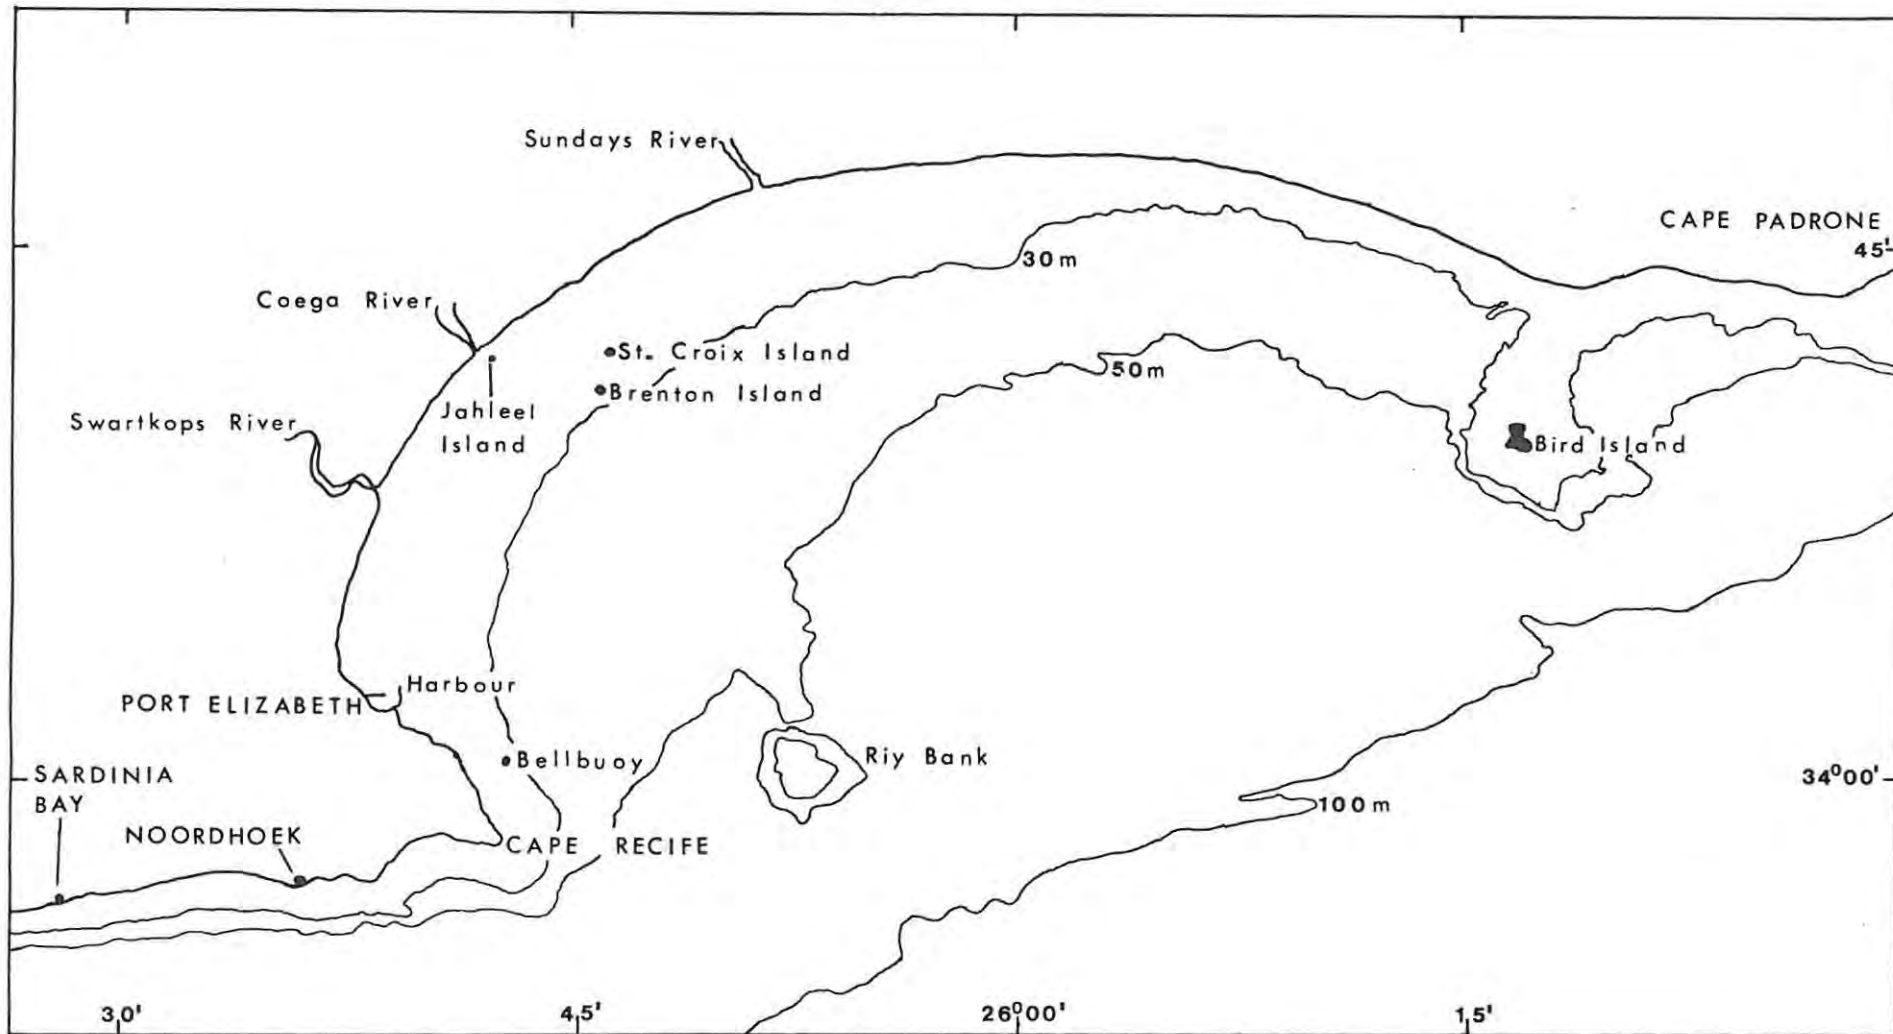 Sundays River
CAPE PADRONE
45'
30m
Coega River
St. Croix Island
50m
Brenton Island
Jahleel
Island
Swartkops River
Bird Island
Harbour
PORT ELIZABETH
Bellbuoy
Riy Bank
SARDINIA
BAY
34°00'
100m
NOORDHOEK
CAPE RECIFE
30'
45'
26°00'
15'